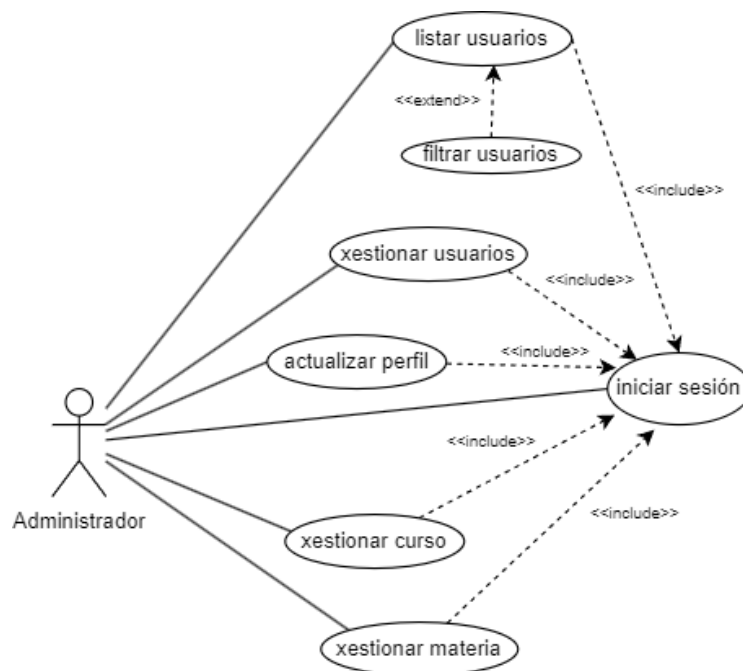 listar usuarios
<<extend>>
filtrar usuarios
<<include>>
xestionar usuarios
<<include>>
actualizar perfil
<<include>>
iniciar sesión
<<include>>
Administrador
<<include>>
xestionar curso
xestionar materia